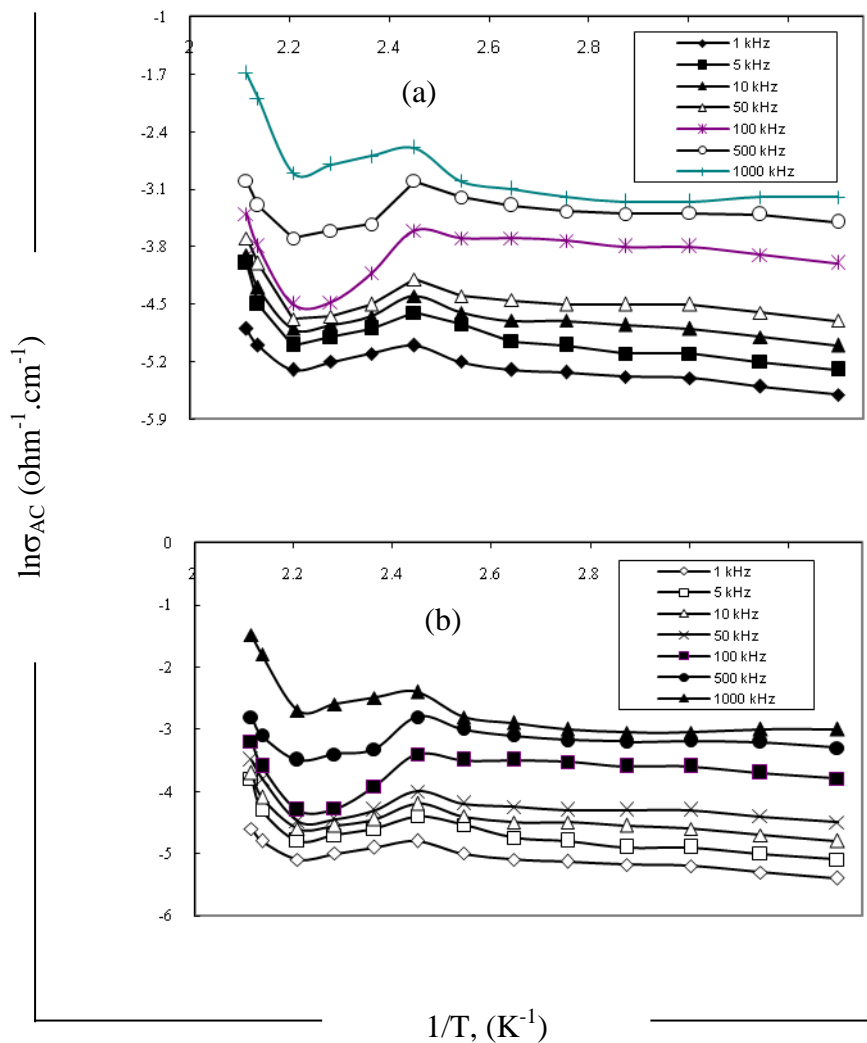 -1
2
2.2
2.4
2.6
2.8
-1.7
-2.4
-3.1
-3.8
-4.5
-5.2
-5.9
(a)
1 kHz
5 kHz
10 kHz
50 kHz
100 kHz
500 kHz
1000 kHz
lnσAC (ohm⁻¹.cm⁻¹)
0
2
2.2
2.4
2.6
2.8
-1
-2
-3
-4
-5
-6
(b)
1 kHz
5 kHz
10 kHz
50 kHz
100 kHz
500 kHz
1000 kHz
1/T, (K⁻¹)